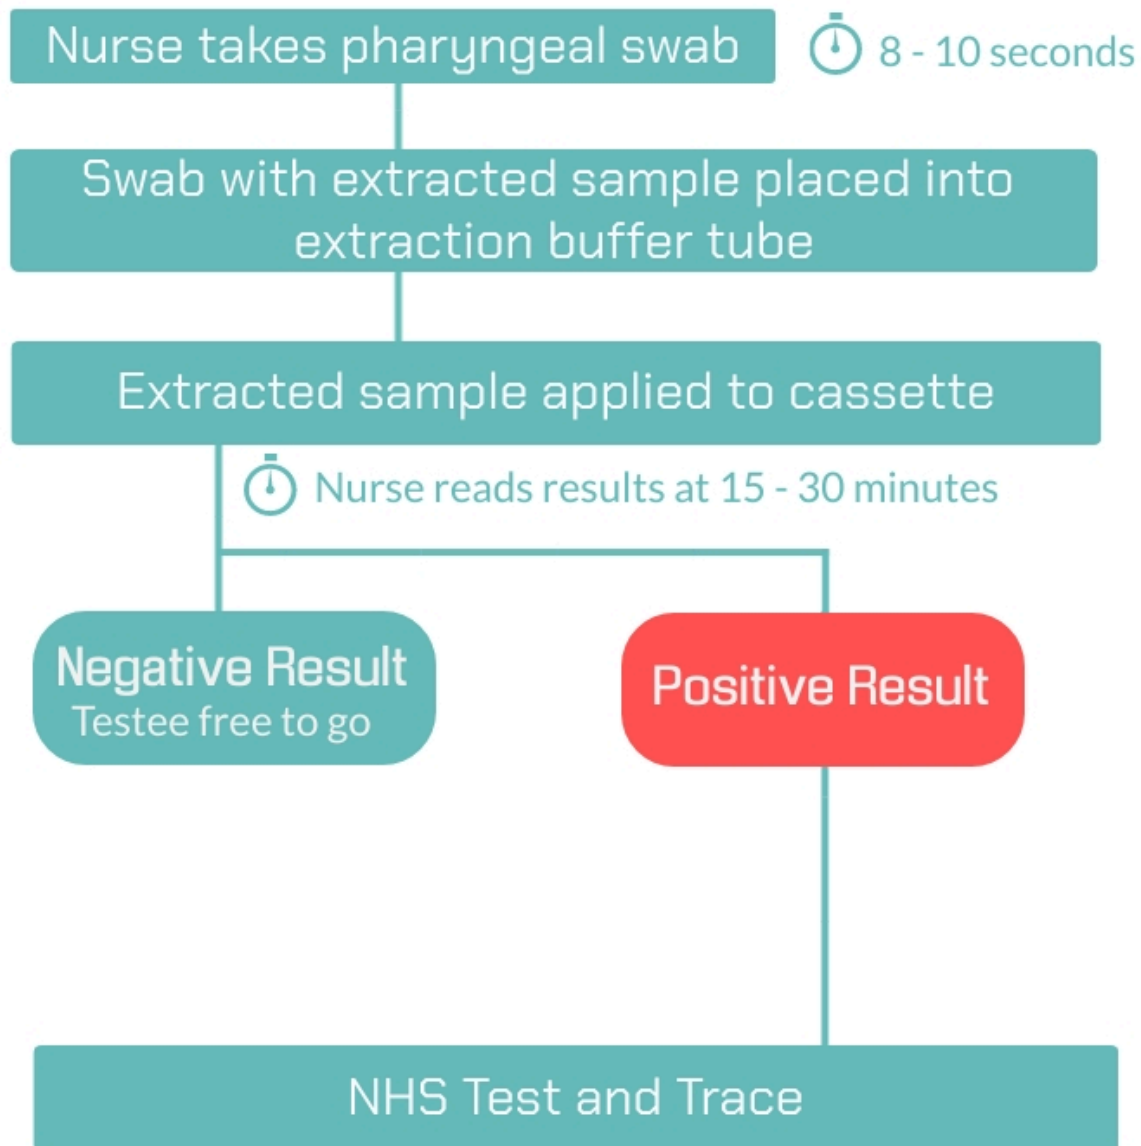 Nurse takes pharyngeal swab
8 - 10 seconds
Swab with extracted sample placed into
extraction buffer tube
Extracted sample applied to cassette
Nurse reads results at 15 - 30 minutes
Negative Result
Testee free to go
Positive Result
NHS Test and Trace